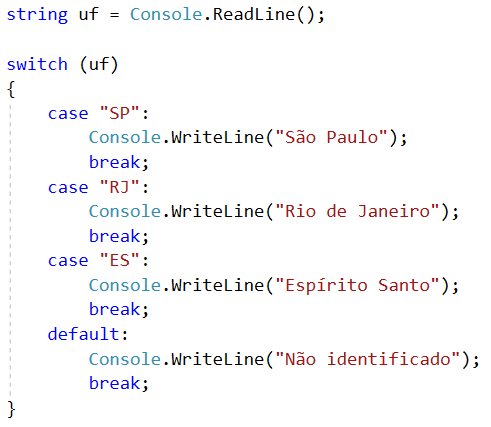 string uf = Console.ReadLine();

switch (uf)
{
    case "SP":
        Console.WriteLine("São Paulo");
        break;
    case "RJ":
        Console.WriteLine("Rio de Janeiro");
        break;
    case "ES":
        Console.WriteLine("Espírito Santo");
        break;
    default:
        Console.WriteLine("Não identificado");
        break;
}